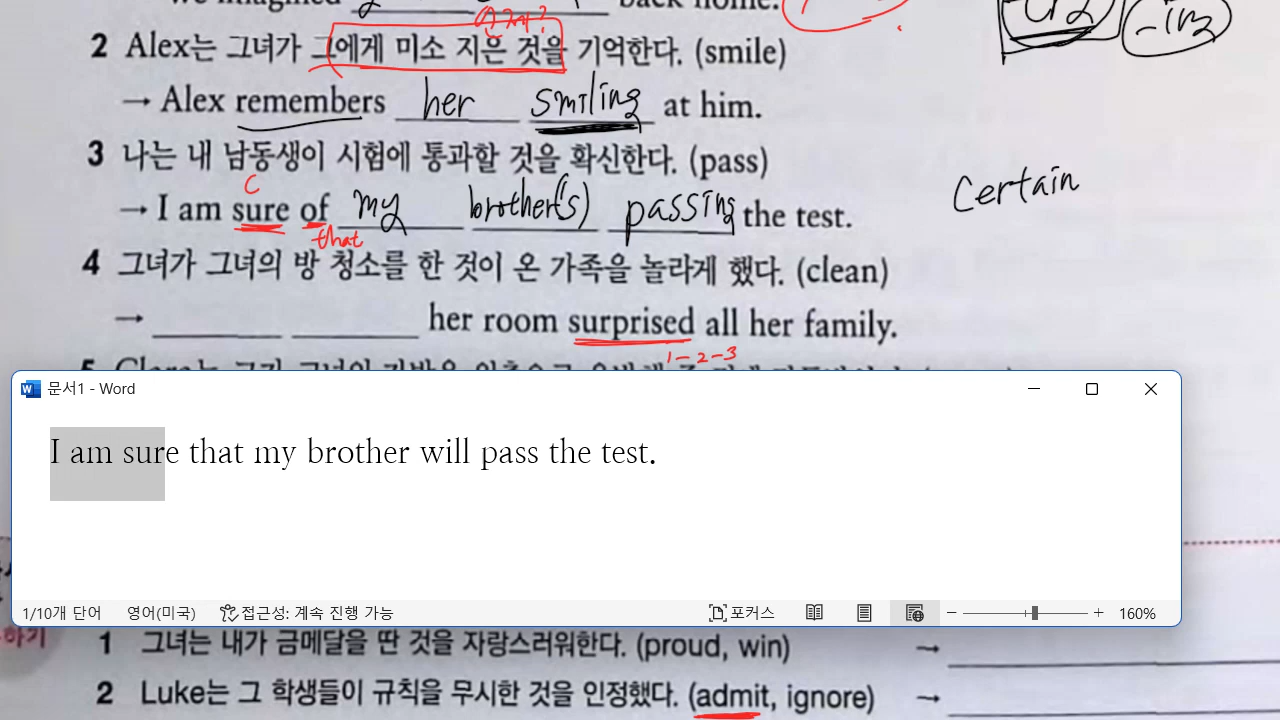 back home.
2 Alex는 그녀가 그에게 미소 지은 것을 기억한다. (smile)
→ Alex remembers her smiling at him.
3 나는 내 남동생이 시험에 통과할 것을 확신한다. (pass)
C
→ I am sure of my brother('s) passing the test.
that
Certain
4 그녀가 그녀의 방 청소를 한 것이 온 가족을 놀라게 했다. (clean)
→ ______ ______ her room surprised all her family.
1-2-3
문서1 - Word
I am sure that my brother will pass the test.
1/10개 단어 영어(미국) 접근성: 계속 진행 가능 포커스 160%
1 그녀는 내가 금메달을 딴 것을 자랑스러워한다. (proud, win) →
2 Luke는 그 학생들이 규칙을 무시한 것을 인정했다. (admit, ignore) →